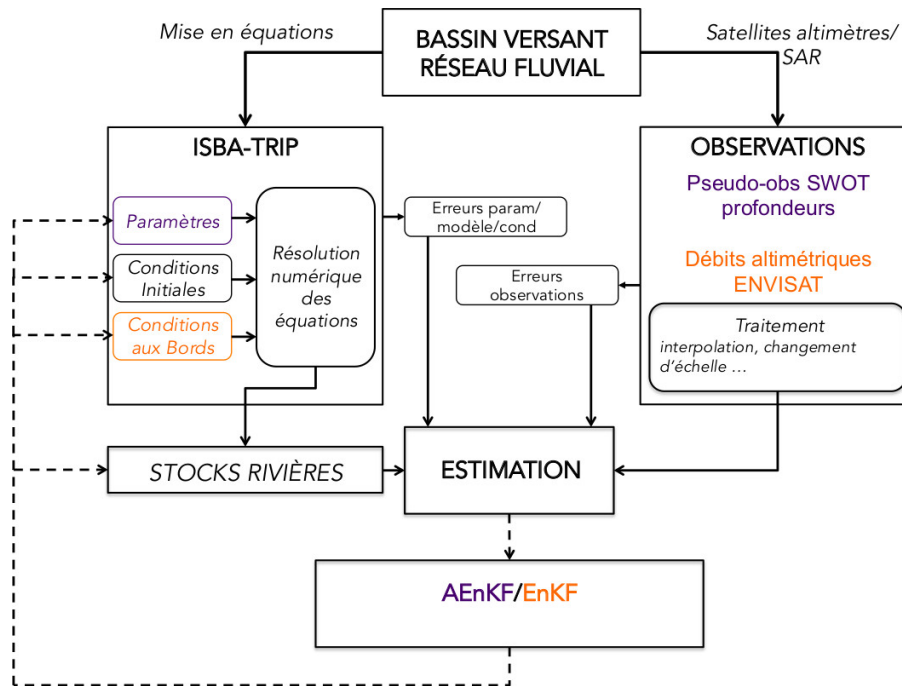 Mise en équations
BASSIN VERSANT
RÉSEAU FLUVIAL
Satellites altimètres/
SAR
ISBA-TRIP
Paramètres
Conditions
Initiales
Conditions
aux Bords
Résolution
numérique
des
équations
Erreurs param/
modèle/cond
Erreurs
observations
OBSERVATIONS
Pseudo-obs SWOT
profondeurs
Débits altimétriques
ENVISAT
Traitement
interpolation, changement
d’échelle ...
STOCKS RIVIÈRES
ESTIMATION
AEnKF/EnKF